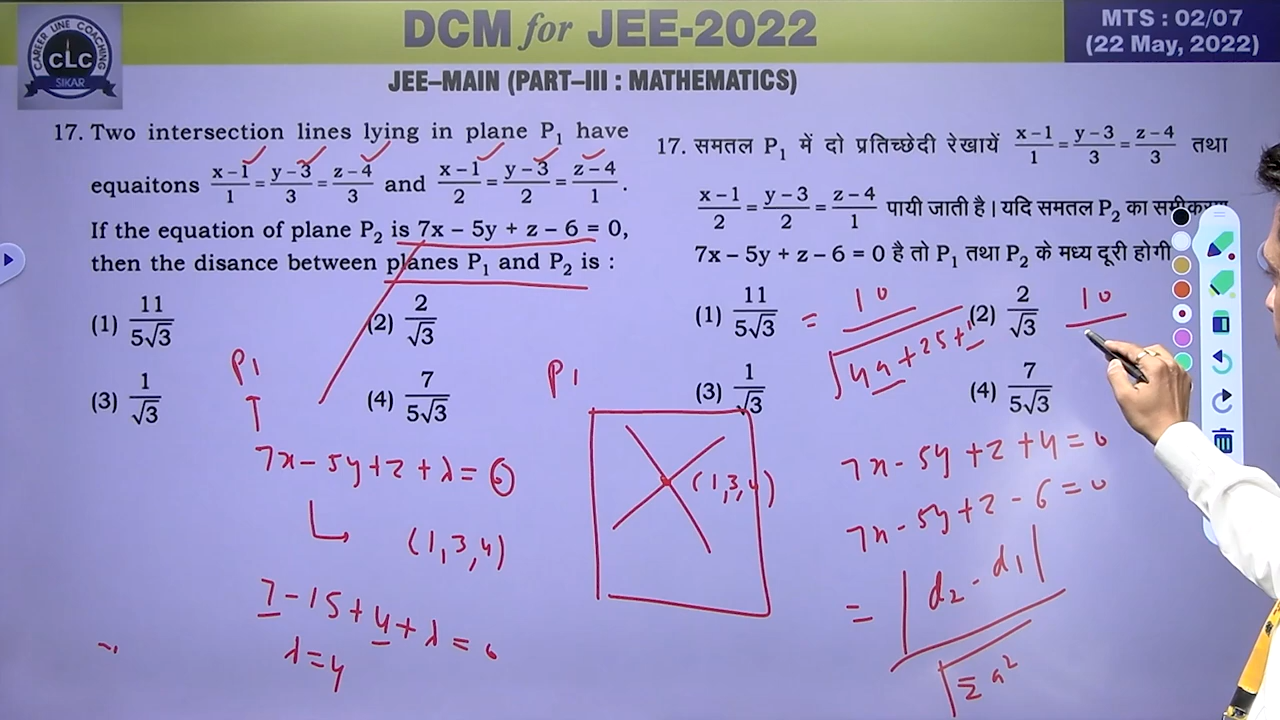 CAREER LINE COACHING
CLC
SIKAR
DCM for JEE-2022
MTS : 02/07
(22 May, 2022)
JEE–MAIN (PART–III : MATHEMATICS)
17. Two intersection lines lying in plane P₁ have
equaitons (x−1)/1 = (y−3)/3 = (z−4)/3 and (x−1)/2 = (y−3)/2 = (z−4)/1 .
If the equation of plane P₂ is 7x − 5y + z − 6 = 0,
then the disance between planes P₁ and P₂ is :
(1) 11/5√3
(2) 2/√3
(3) 1/√3
(4) 7/5√3
P1
7x − 5y + z + λ = 0
(1,3,4)
7 − 15 + 4 + λ = 0
λ = 4
P1
(1,3,4)
17. समतल P₁ में दो प्रतिच्छेदी रेखायें (x−1)/1 = (y−3)/3 = (z−4)/3 तथा
(x−1)/2 = (y−3)/2 = (z−4)/1 पायी जाती है। यदि समतल P₂ का समीकरण
7x − 5y + z − 6 = 0 है तो P₁ तथा P₂ के मध्य दूरी होगी
(1) 11/5√3
= 10/√(49 + 25 + 1)
(2) 2/√3
10
(3) 1/√3
(4) 7/5√3
7x − 5y + z + 4 = 0
7x − 5y + z − 6 = 0
= |d₂ − d₁|/√(Σa²)